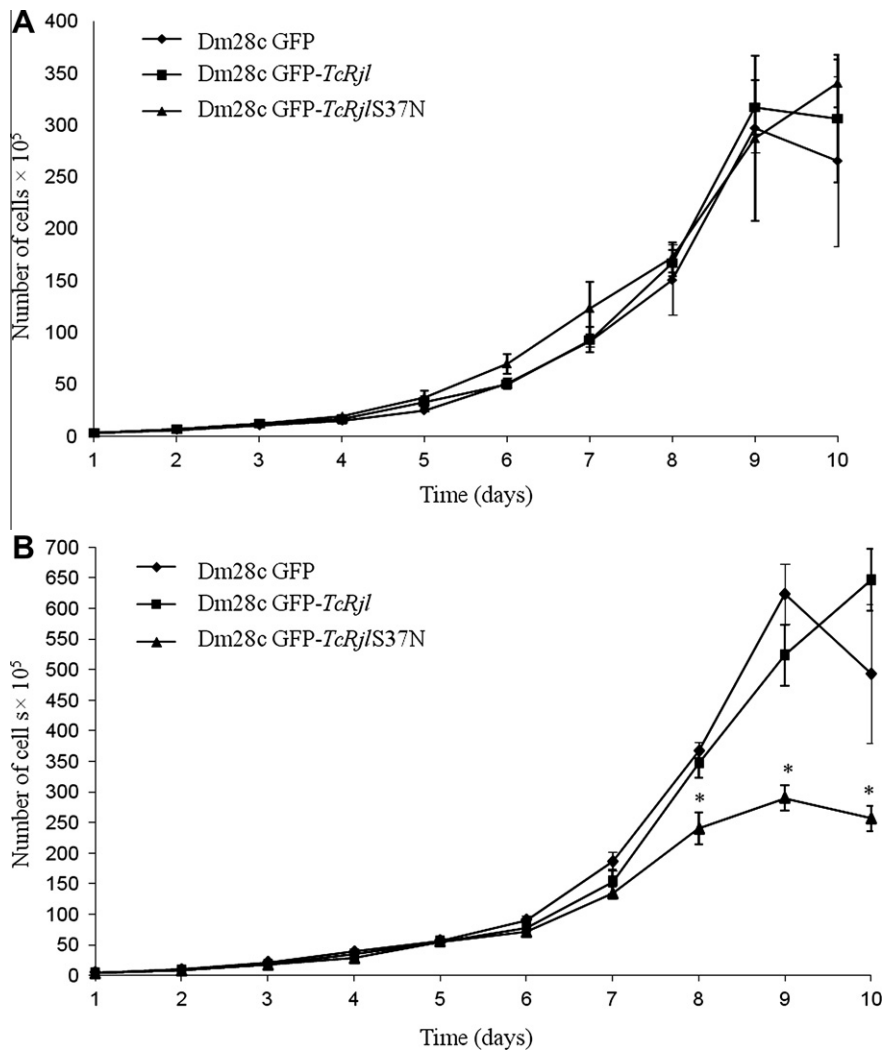 A
400
350
300
250
200
150
100
50
0
Number of cells × 10⁵
Dm28c GFP
Dm28c GFP-TcRjl
Dm28c GFP-TcRjlS37N
1 2 3 4 5 6 7 8 9 10
Time (days)
B
700
650
600
550
500
450
400
350
300
250
200
150
100
50
0
Number of cell s× 10⁵
Dm28c GFP
Dm28c GFP-TcRjl
Dm28c GFP-TcRjlS37N
* * *
1 2 3 4 5 6 7 8 9 10
Time (days)